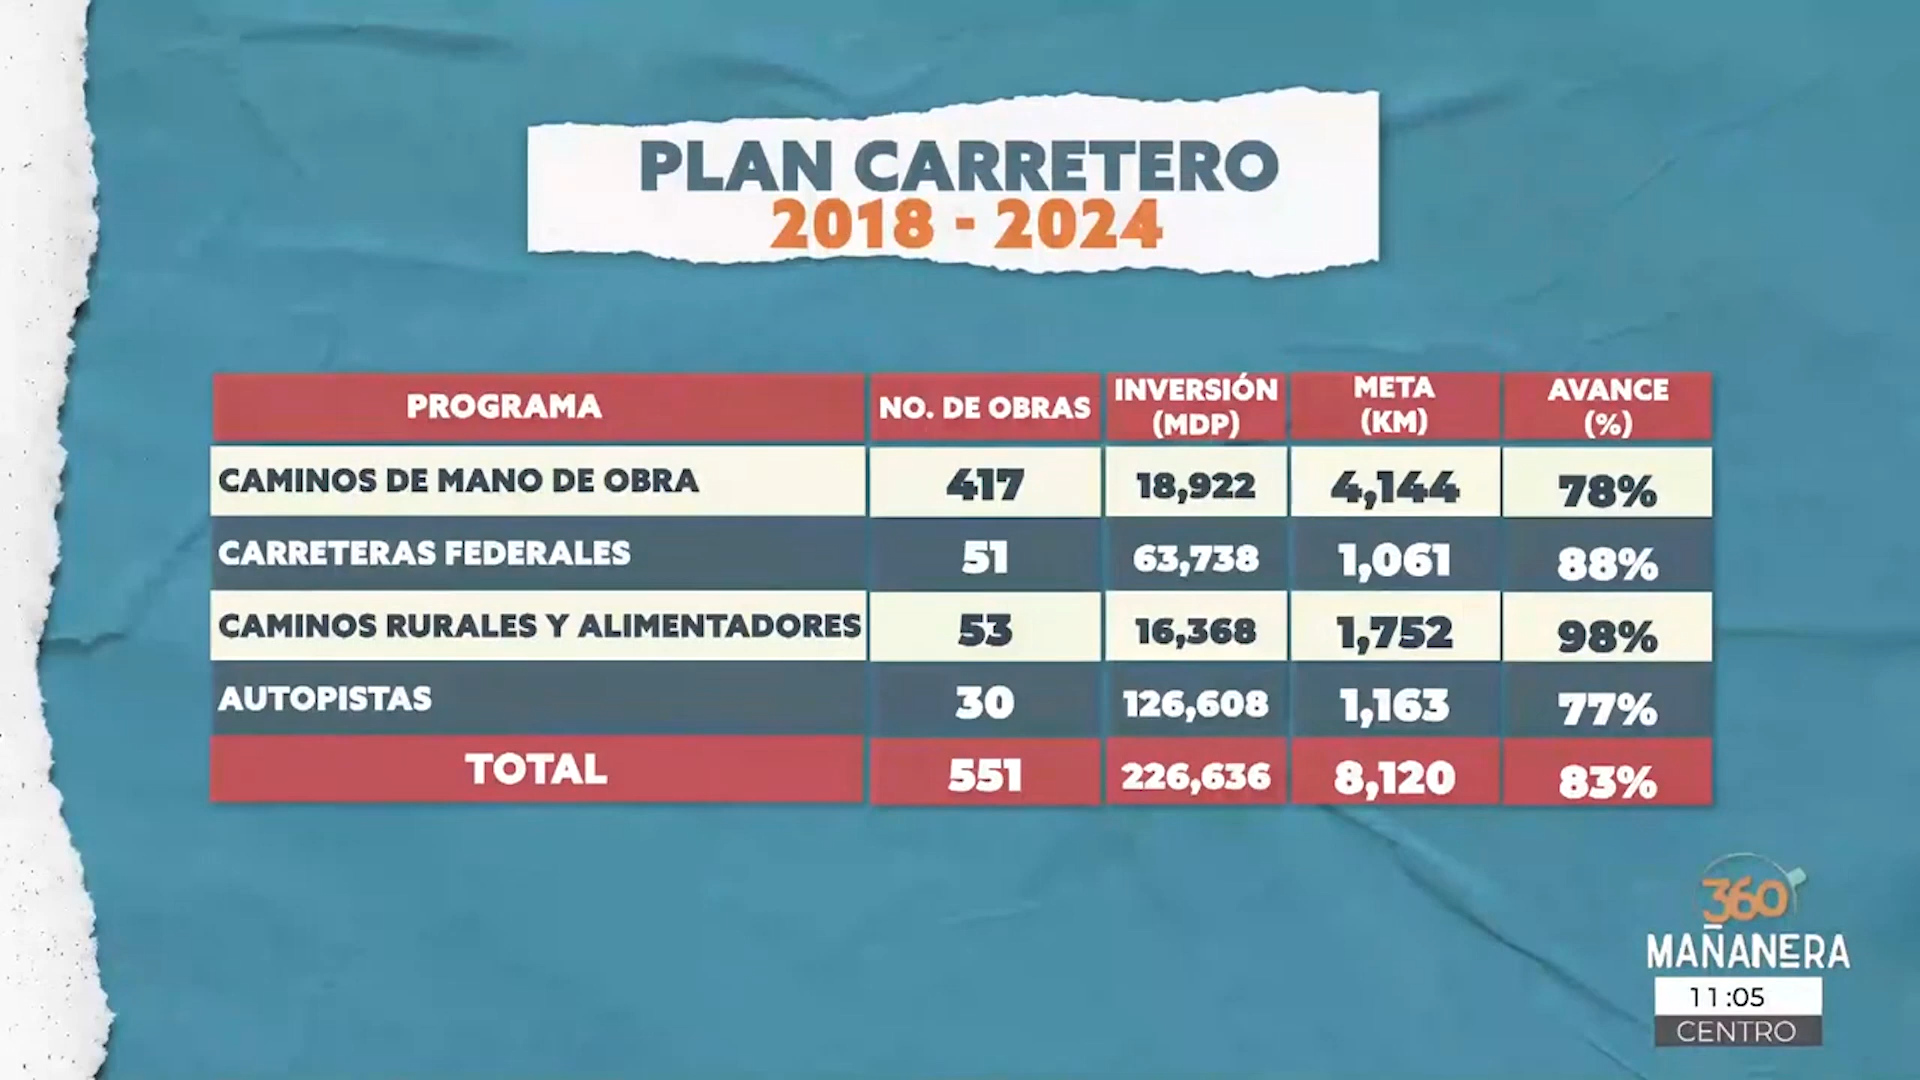 PLAN CARRETERO
2018 - 2024
PROGRAMA NO. DE OBRAS INVERSIÓN (MDP) META (KM) AVANCE (%)
CAMINOS DE MANO DE OBRA 417 18,922 4,144 78%
CARRETERAS FEDERALES 51 63,738 1,061 88%
CAMINOS RURALES Y ALIMENTADORES 53 16,368 1,752 98%
AUTOPISTAS 30 126,608 1,163 77%
TOTAL 551 226,636 8,120 83%
360
MAÑANERA
11:05
CENTRO